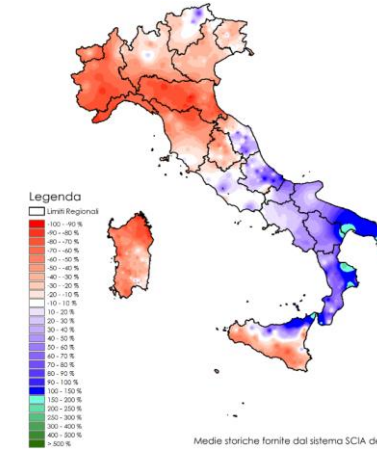 Legenda
Limiti Regionali
-100 - -90 %
-90 - -80 %
-80 - -70 %
-70 - -60 %
-60 - -50 %
-50 - -40 %
-40 - -30 %
-30 - -20 %
-20 - -10 %
-10 - 10 %
10 - 20 %
20 - 30 %
30 - 40 %
40 - 50 %
50 - 60 %
60 - 70 %
70 - 80 %
80 - 90 %
90 - 100 %
100 - 150 %
150 - 200 %
200 - 250 %
250 - 300 %
300 - 400 %
400 - 500 %
> 500 %
Medie storiche fornite dal sistema SCIA de